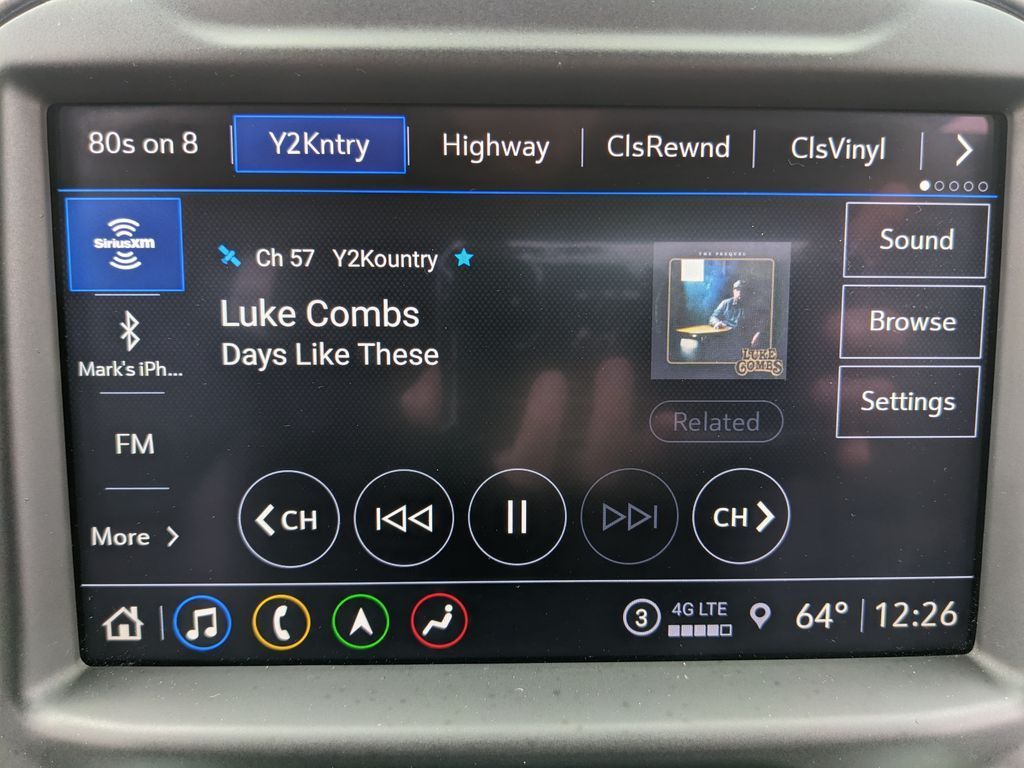 80s on 8 Y2Kntry Highway ClsRewnd ClsVinyl
SiriusXM
Ch 57 Y2Kountry
Luke Combs
Days Like These
THE PREQUEL
LUKE
COMBS
Related
Sound
Browse
Settings
Mark's iPh...
FM
More
CH
CH
3 4G LTE 64° 12:26